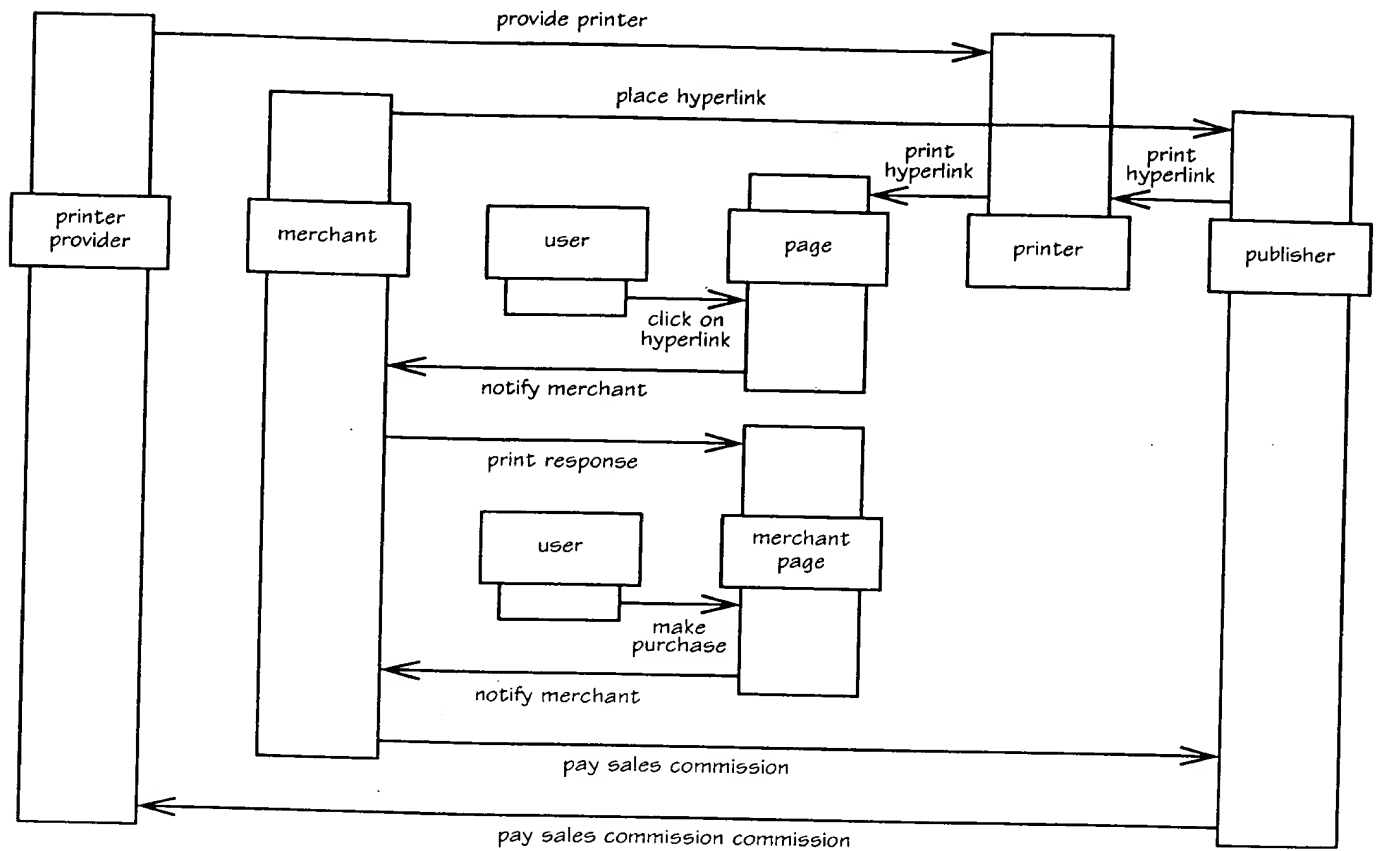 provide printer
place hyperlink
print
hyperlink
print
hyperlink
printer
provider
merchant
user
page
printer
publisher
click on
hyperlink
notify merchant
print response
user
merchant
page
make
purchase
notify merchant
pay sales commission
pay sales commission commission